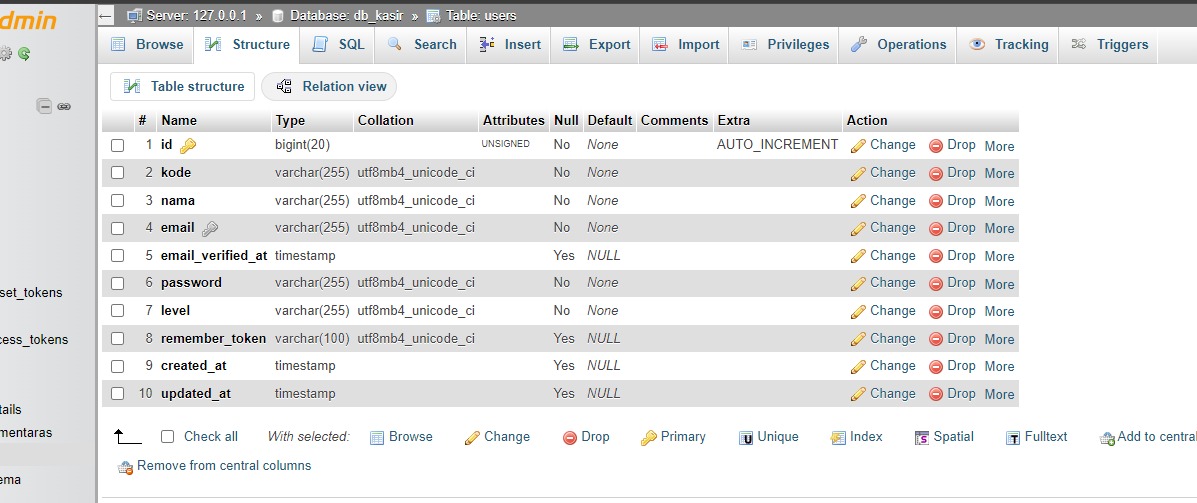 dmin
Server: 127.0.0.1 » Database: db_kasir » Table: users
Browse Structure SQL Search Insert Export Import Privileges Operations Tracking Triggers
Table structure Relation view
# Name Type Collation Attributes Null Default Comments Extra Action
1 id bigint(20) UNSIGNED No None AUTO_INCREMENT Change Drop More
2 kode varchar(255) utf8mb4_unicode_ci No None Change Drop More
3 nama varchar(255) utf8mb4_unicode_ci No None Change Drop More
4 email varchar(255) utf8mb4_unicode_ci No None Change Drop More
5 email_verified_at timestamp Yes NULL Change Drop More
6 password varchar(255) utf8mb4_unicode_ci No None Change Drop More
7 level varchar(255) utf8mb4_unicode_ci No None Change Drop More
8 remember_token varchar(100) utf8mb4_unicode_ci Yes NULL Change Drop More
9 created_at timestamp Yes NULL Change Drop More
10 updated_at timestamp Yes NULL Change Drop More
Check all With selected: Browse Change Drop Primary Unique Index Spatial Fulltext Add to central
Remove from central columns
set_tokens
cess_tokens
tails
mentaras
ema